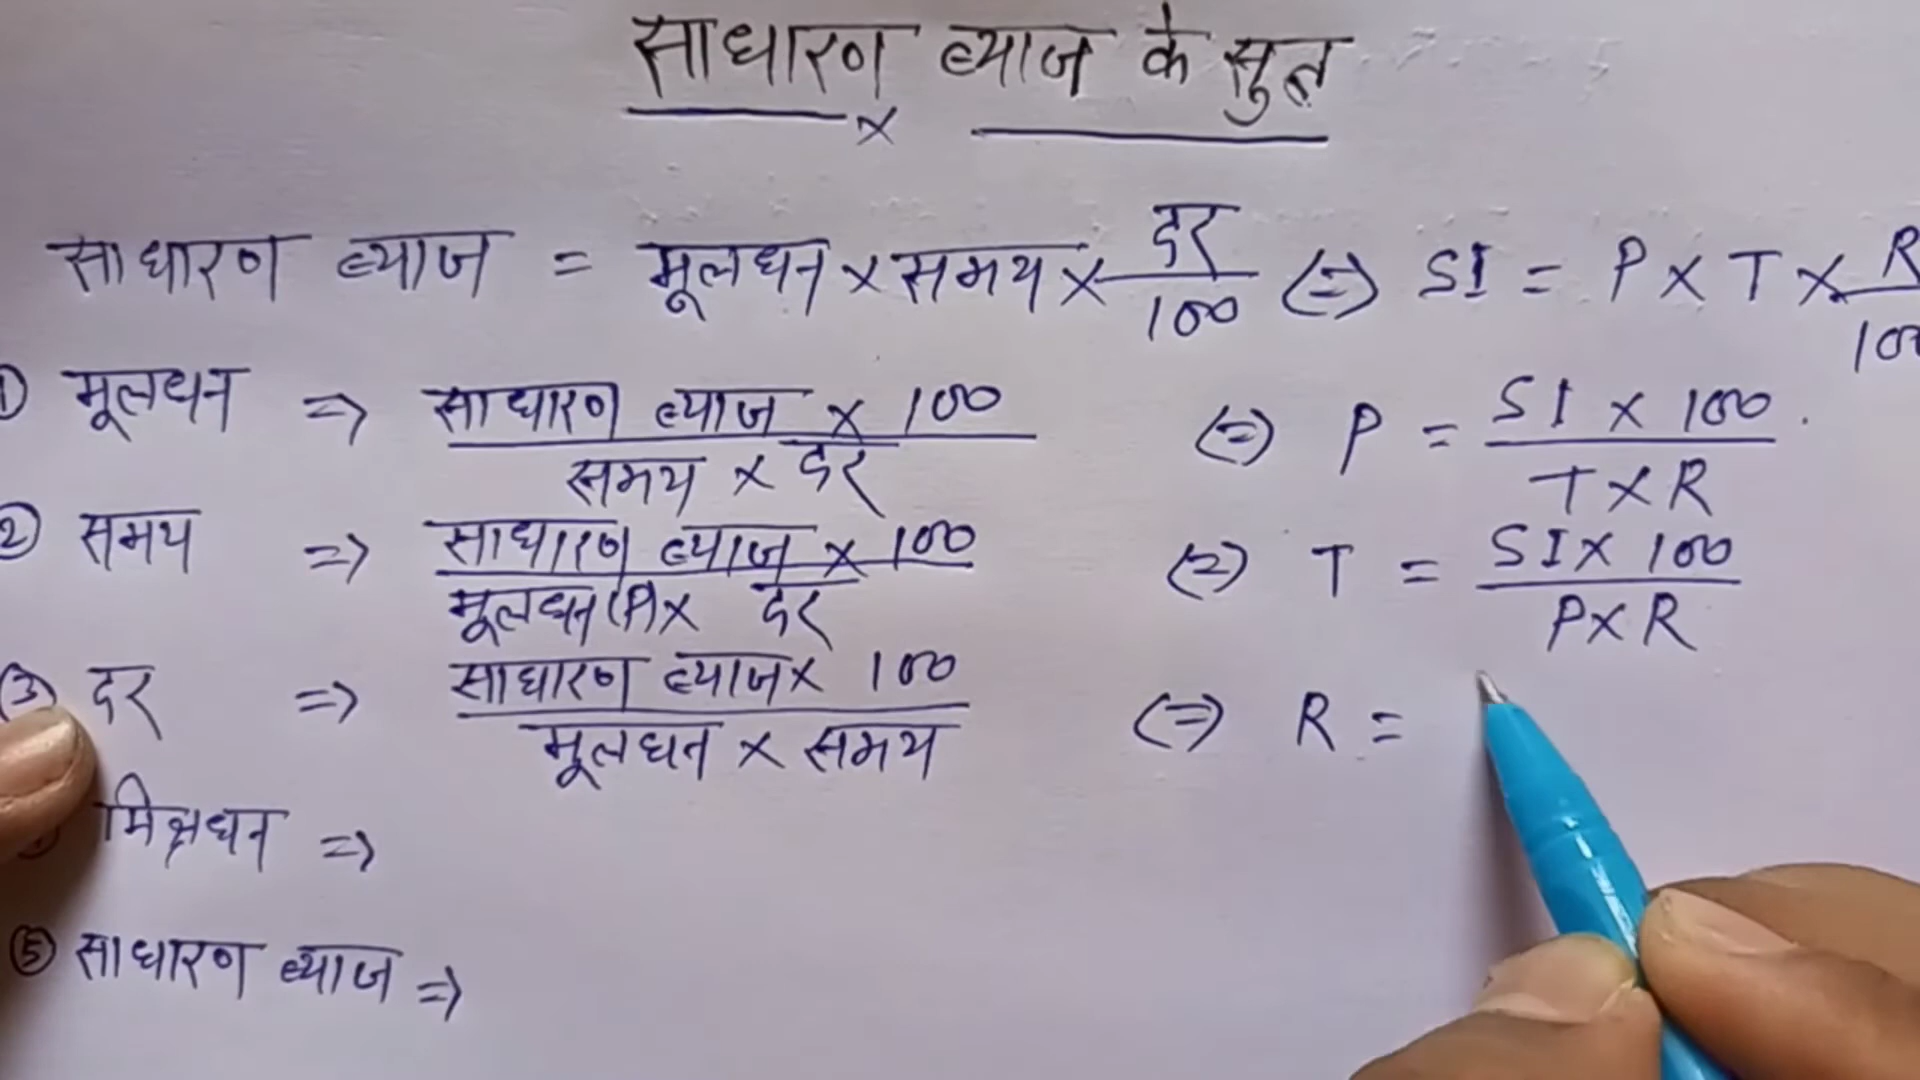 साधारण ब्याज के सुत्र
साधारण ब्याज = मूलधन × समय × दर/100 (=) SI = P × T × R/100
① मूलधन => साधारण ब्याज × 100 / समय × दर (=) P = SI × 100 / T × R
② समय => साधारण ब्याज × 100 / मूलधन (P) × दर (=) T = SI × 100 / P × R
(3) दर => साधारण ब्याज × 100 / मूलधन × समय (=) R =
मिश्रधन =>
⑤ साधारण ब्याज =>